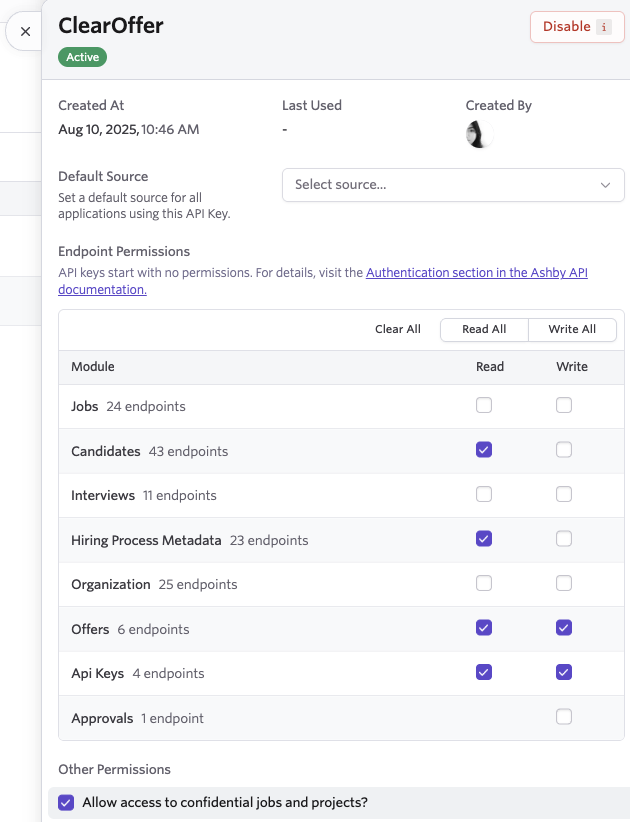 ClearOffer
Disable i
Active
Created At
Last Used
Created By
Aug 10, 2025, 10:46 AM
-
Default Source
Set a default source for all
applications using this API Key.
Select source...
Endpoint Permissions
API keys start with no permissions. For details, visit the Authentication section in the Ashby API
documentation.
Clear All
Read All
Write All
Module
Read
Write
Jobs 24 endpoints
Candidates 43 endpoints
Interviews 11 endpoints
Hiring Process Metadata 23 endpoints
Organization 25 endpoints
Offers 6 endpoints
Api Keys 4 endpoints
Approvals 1 endpoint
Other Permissions
Allow access to confidential jobs and projects?